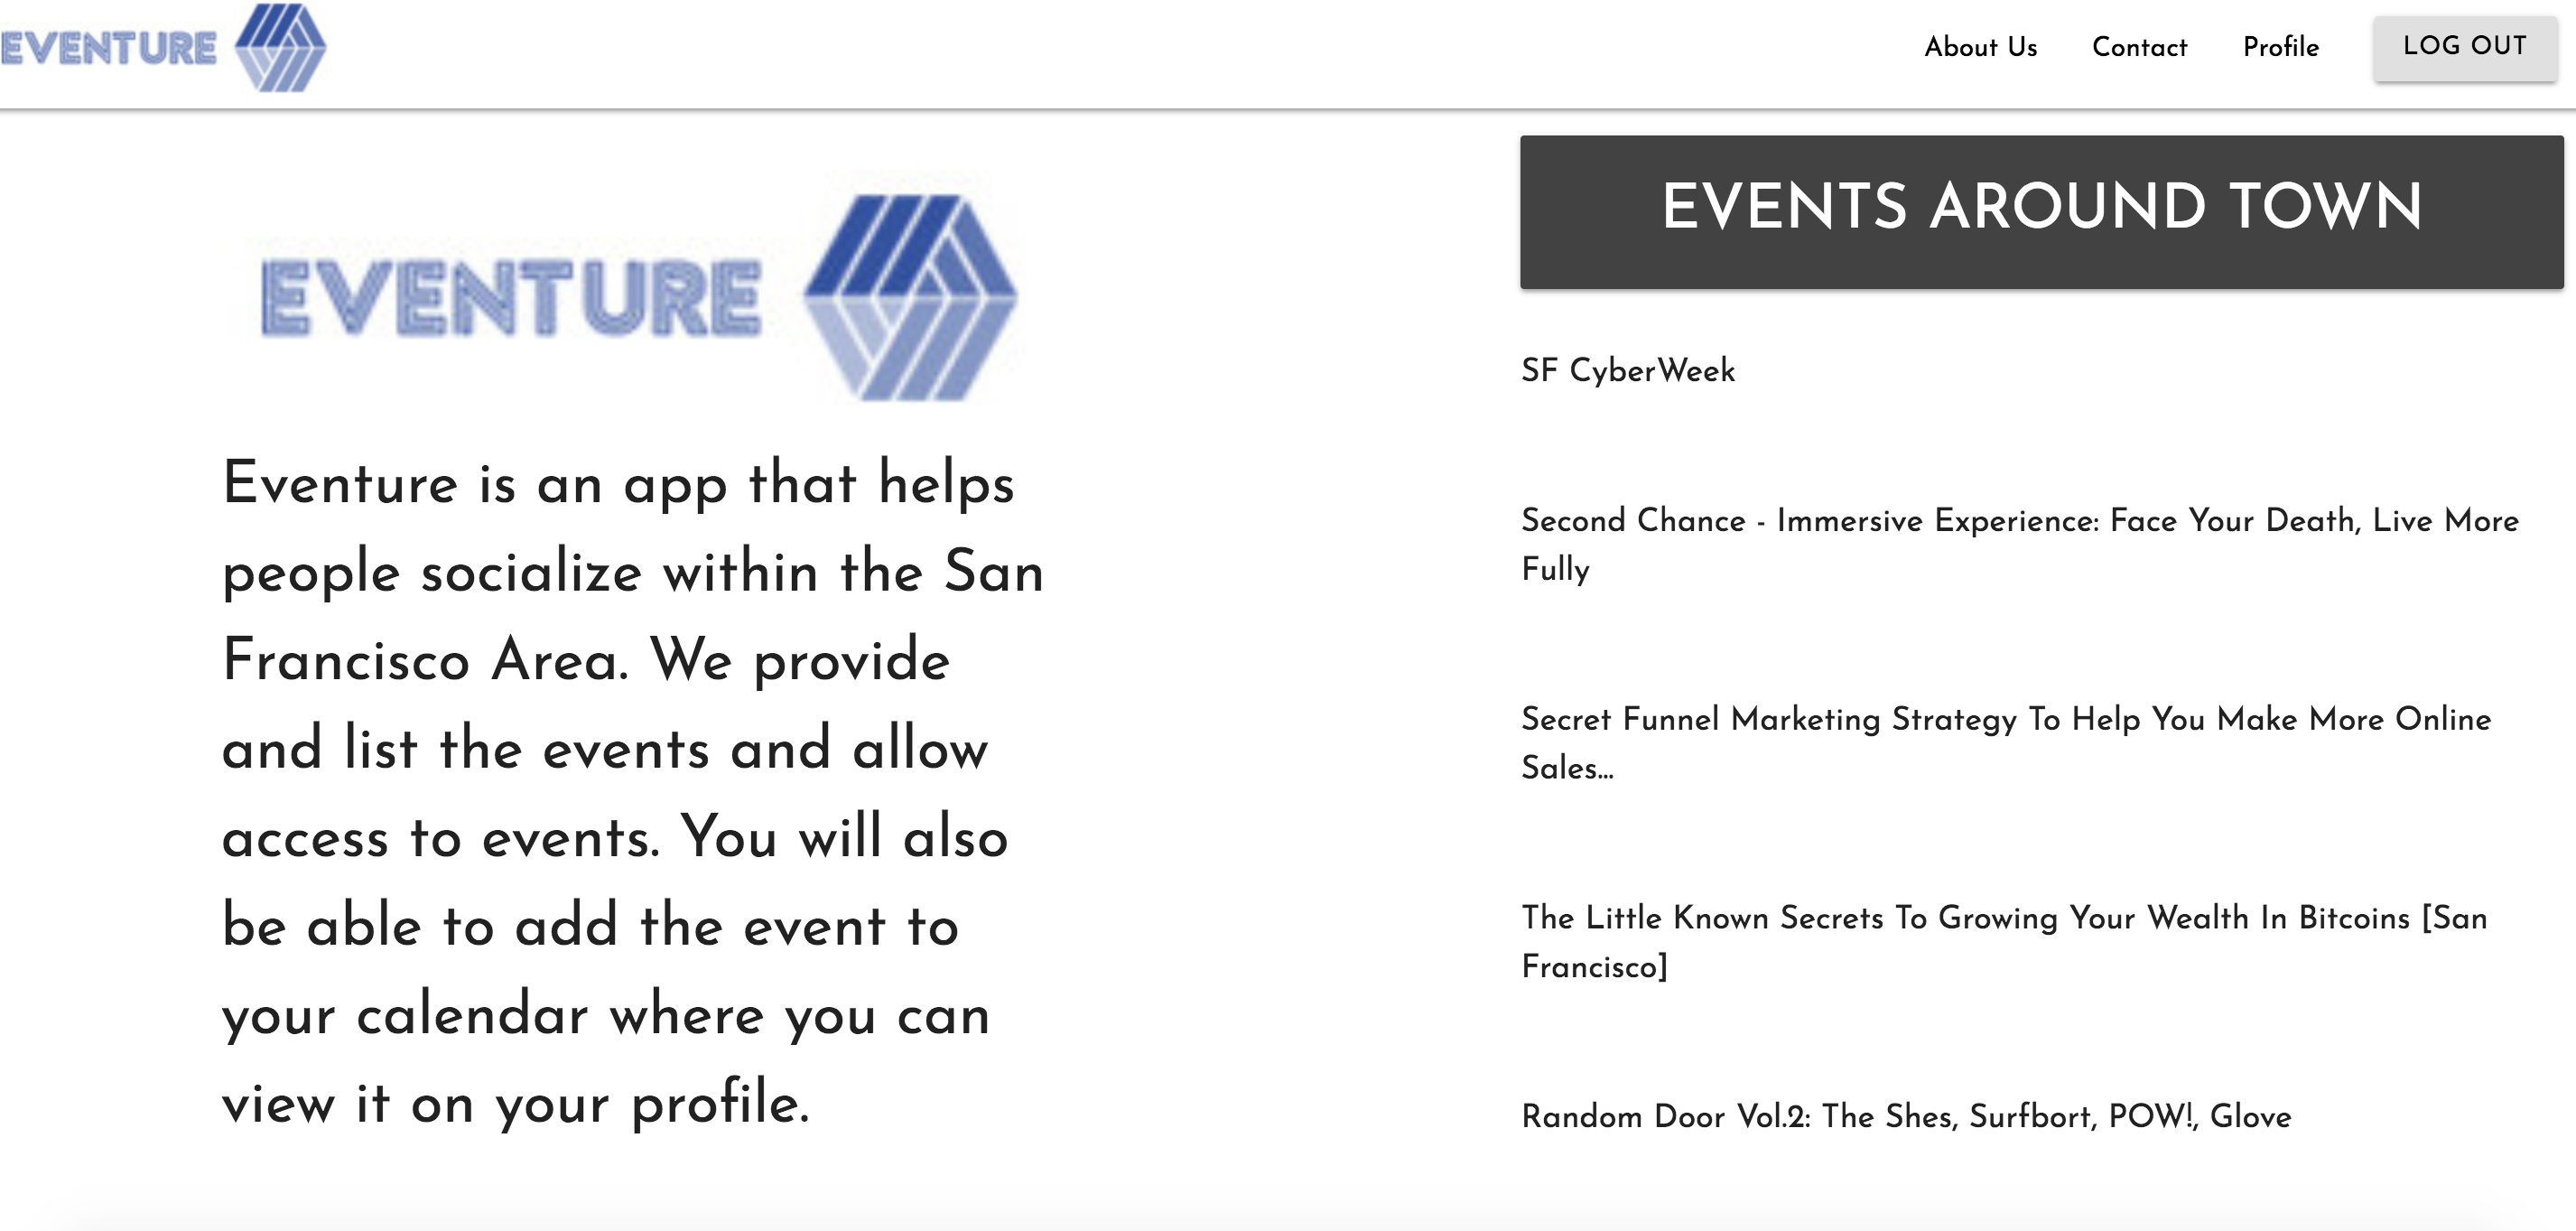 EVENTURE
About Us
Contact
Profile
LOG OUT
EVENTURE
Eventure is an app that helps
people socialize within the San
Francisco Area. We provide
and list the events and allow
access to events. You will also
be able to add the event to
your calendar where you can
view it on your profile.
EVENTS AROUND TOWN
SF CyberWeek
Second Chance - Immersive Experience: Face Your Death, Live More
Fully
Secret Funnel Marketing Strategy To Help You Make More Online
Sales...
The Little Known Secrets To Growing Your Wealth In Bitcoins [San
Francisco]
Random Door Vol.2: The Shes, Surfbort, POW!, Glove